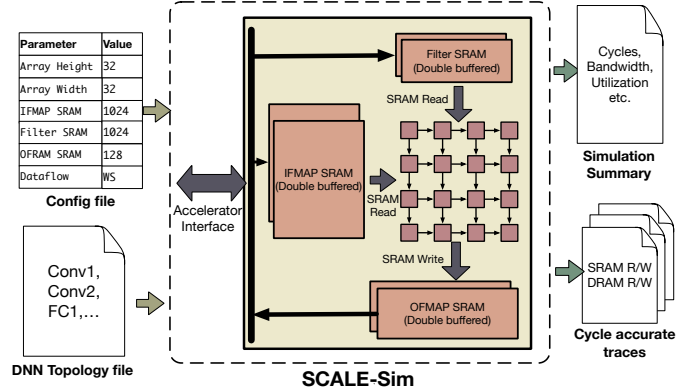 Parameter Value
Array Height 32
Array Width 32
IFMAP SRAM 1024
Filter SRAM 1024
OFRAM SRAM 128
Dataflow WS
Config file
Conv1,
Conv2,
FC1,...
DNN Topology file
Accelerator
Interface
Filter SRAM
(Double buffered)
SRAM Read
IFMAP SRAM
(Double buffered)
SRAM
Read
SRAM Write
OFMAP SRAM
(Double buffered)
SCALE-Sim
Cycles,
Bandwidth,
Utilization
etc.
Simulation
Summary
SRAM R/W
DRAM R/W
Cycle accurate
traces